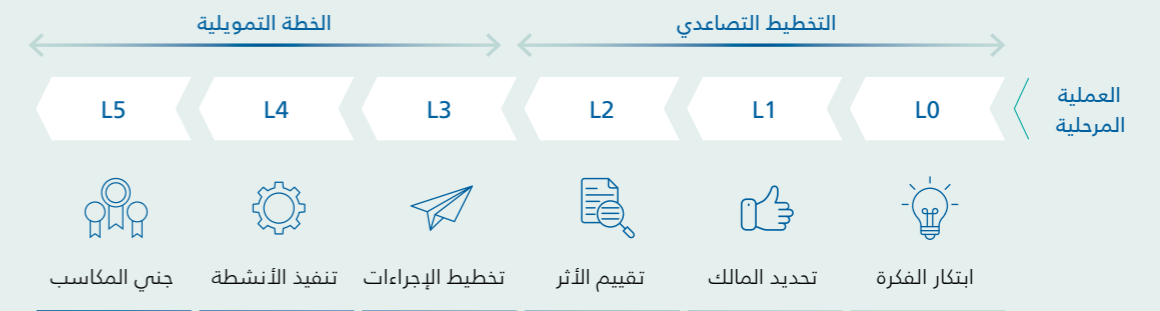 التخطيط التصاعدي
الخطة التمويلية
العملية
المرحلية
L0
L1
L2
L3
L4
L5
ابتكار الفكرة
تحديد المالك
تقييم الأثر
تخطيط الإجراءات
تنفيذ الأنشطة
جني المكاسب